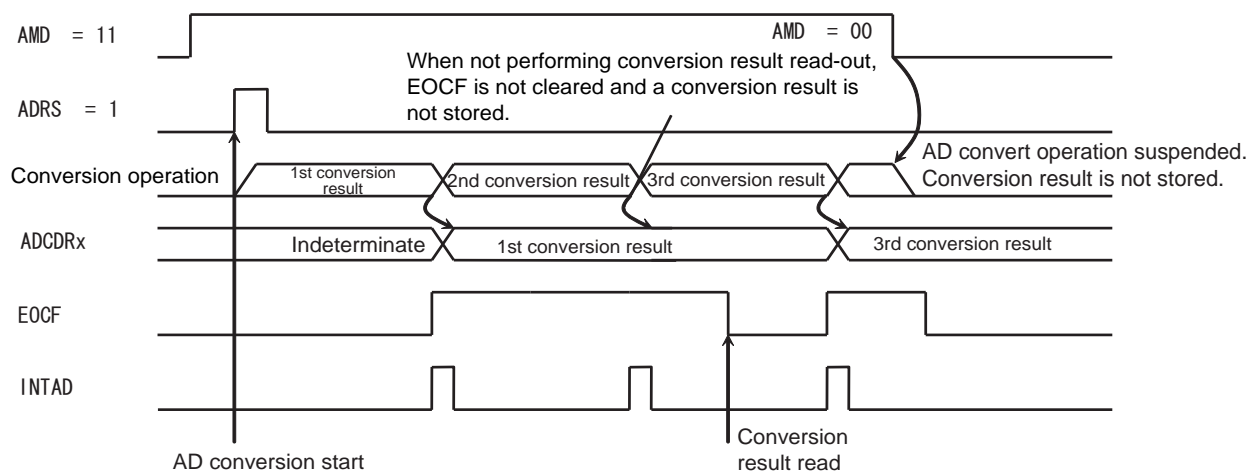 AMD = 11
AMD = 00
When not performing conversion result read-out,
EOCF is not cleared and a conversion result is
not stored.
ADRS = 1
AD convert operation suspended.
Conversion result is not stored.
Conversion operation
1st conversion
result
2nd conversion result
3rd conversion result
ADCDRx
Indeterminate
1st conversion result
3rd conversion result
EOCF
INTAD
AD conversion start
Conversion
result read